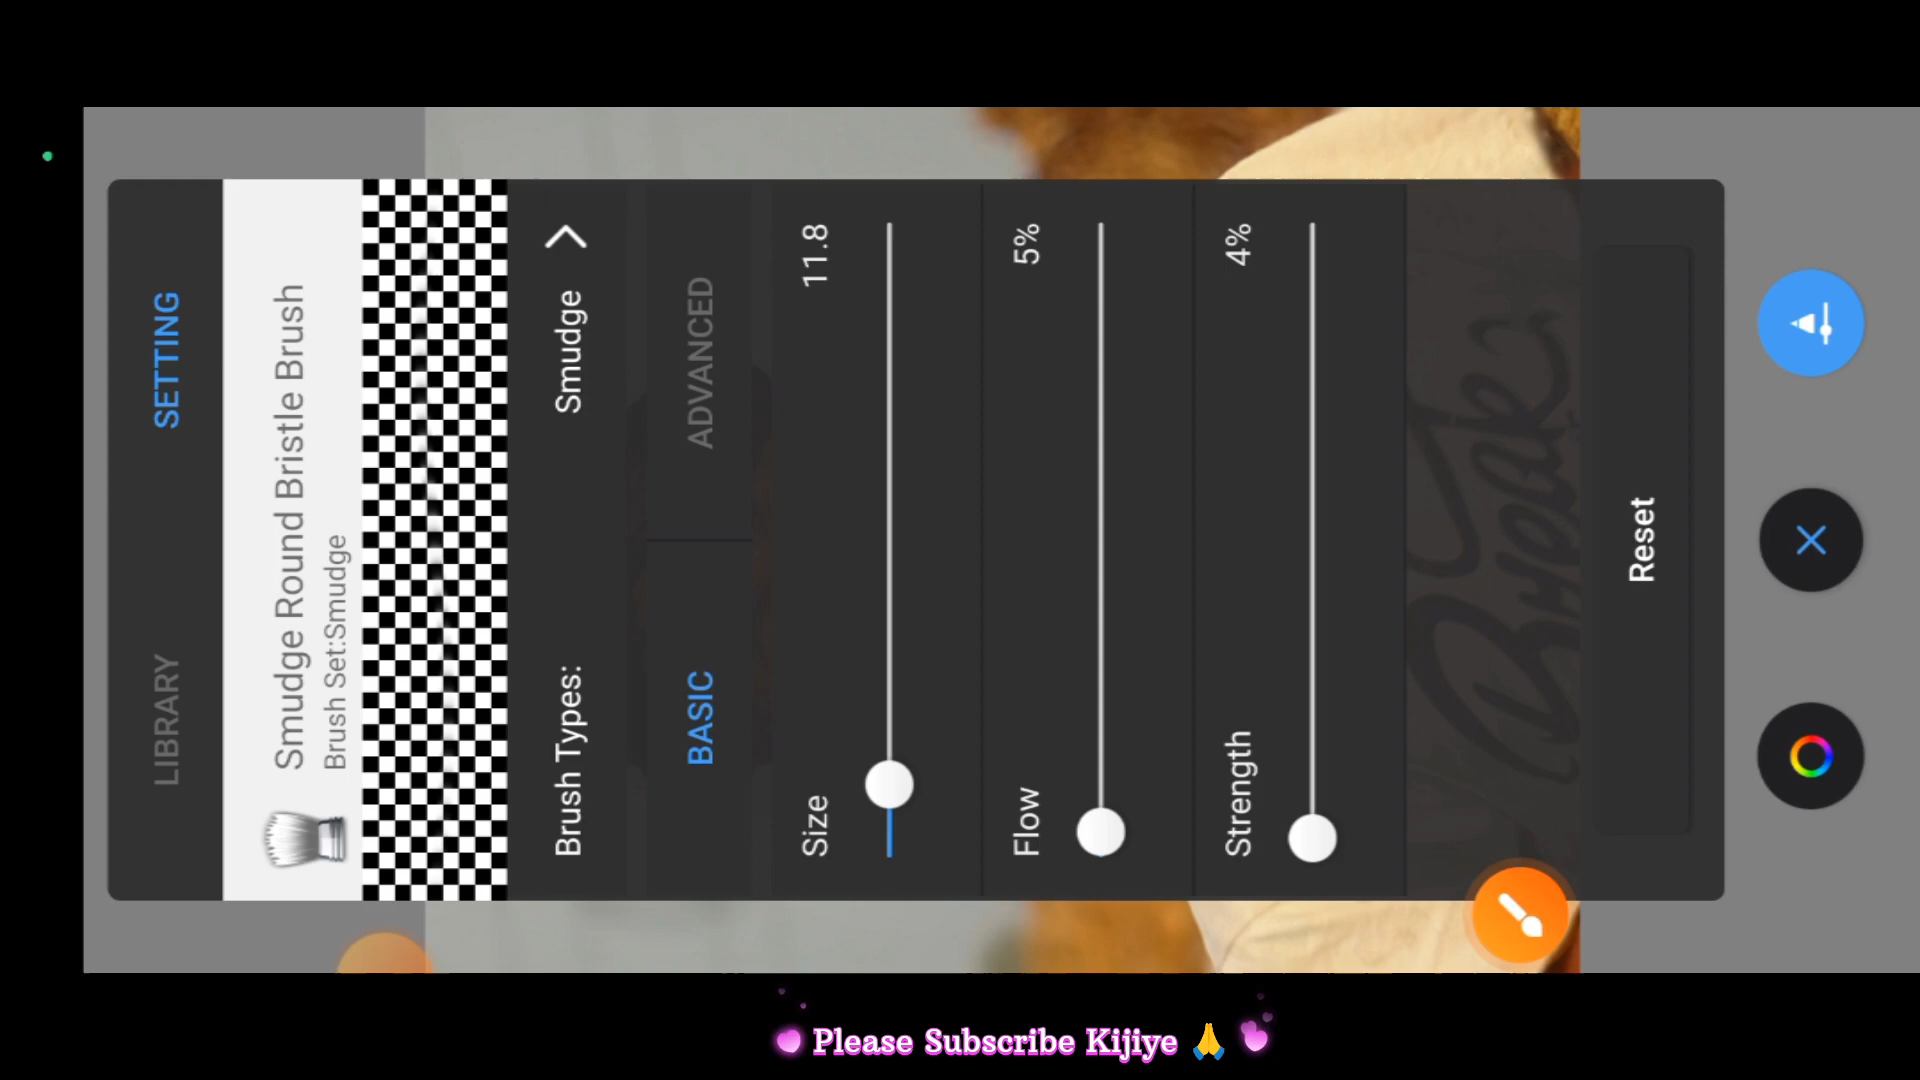 LIBRARY SETTING
Smudge Round Bristle Brush
Brush Set:Smudge
Brush Types: Smudge
BASIC ADVANCED
Size 11.8
Flow 5%
Strength 4%
Break
Reset
Please Subscribe Kijiye 🙏